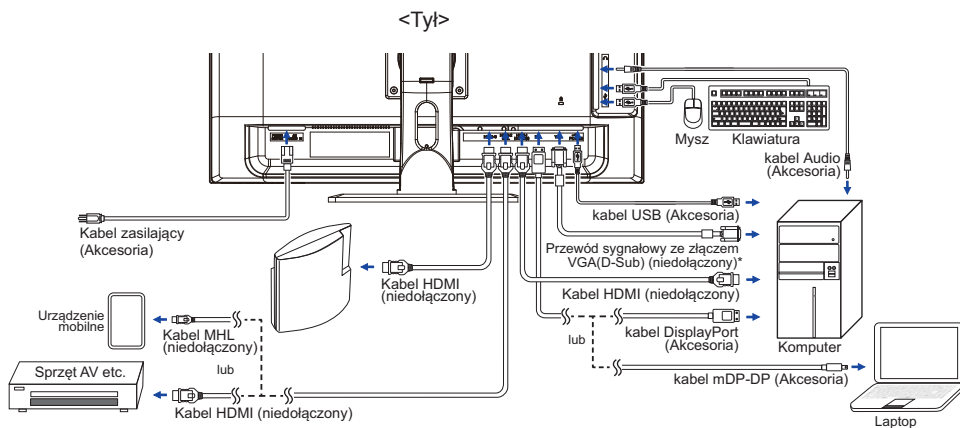 <Tył>
Mysz
Klawiatura
kabel Audio
(Akcesoria)
kabel USB (Akcesoria)
Kabel zasilający
(Akcesoria)
Przewód sygnałowy ze złączem
VGA(D-Sub) (niedołączony)*
Kabel HDMI
(niedołączony)
Kabel HDMI (niedołączony)
Urządzenie
mobilne
Kabel MHL
(niedołączony)
lub
kabel DisplayPort
(Akcesoria)
Komputer
lub
Sprzęt AV etc.
kabel mDP-DP (Akcesoria)
Kabel HDMI (niedołączony)
Laptop